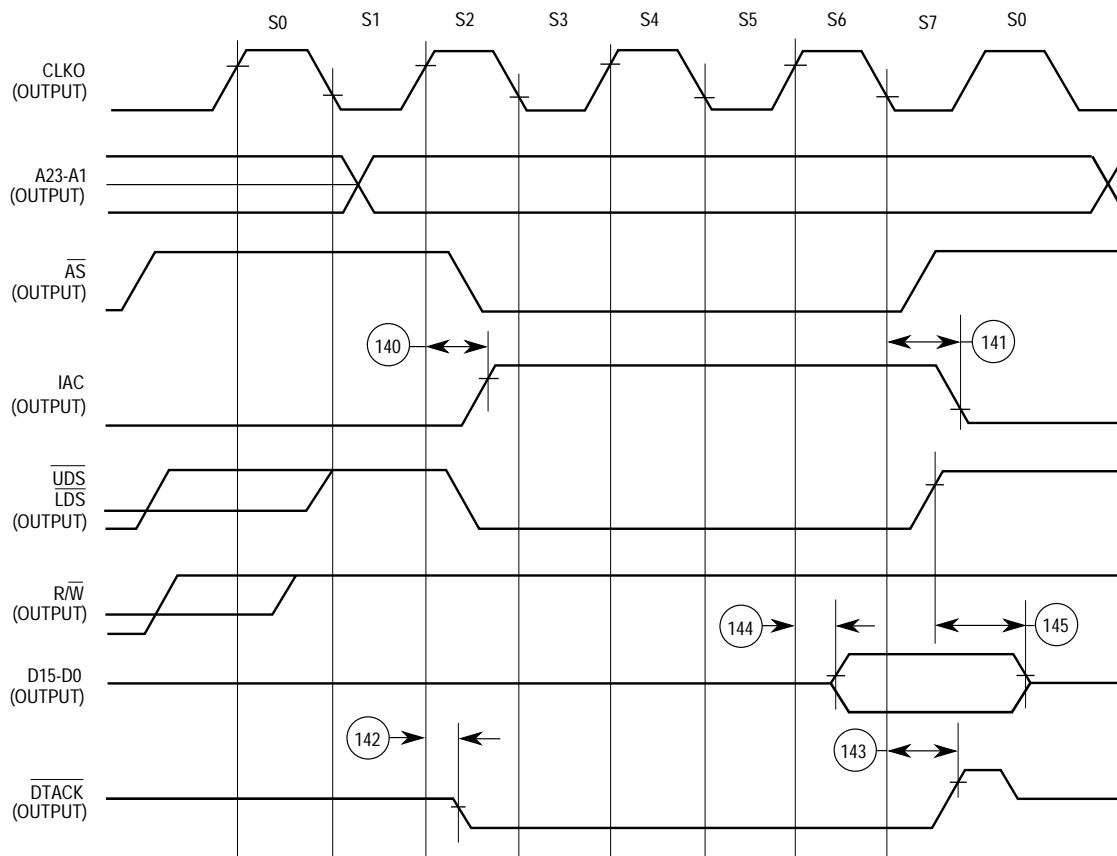 S0 S1 S2 S3 S4 S5 S6 S7 S0
CLKO
(OUTPUT)
A23-A1
(OUTPUT)
AS
(OUTPUT)
140
141
IAC
(OUTPUT)
UDS
LDS
(OUTPUT)
R/W
(OUTPUT)
144
145
D15-D0
(OUTPUT)
142
143
DTACK
(OUTPUT)